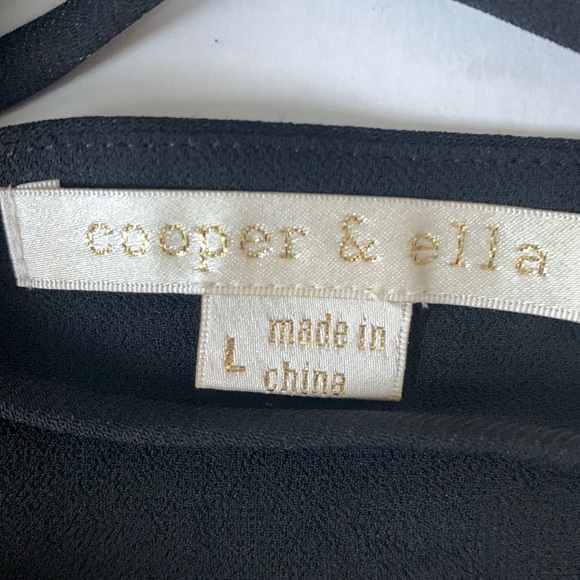 cooper & ella
L
made in
china